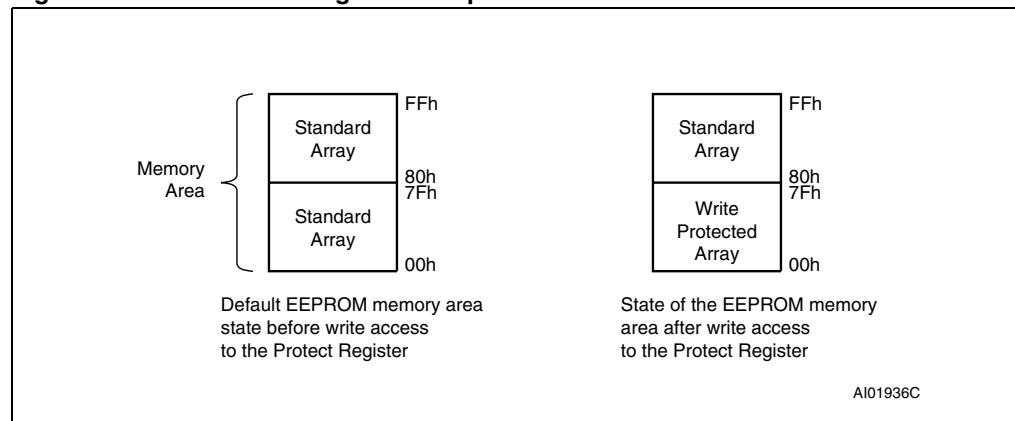 FFh
Standard
Array
80h
Memory
Area
7Fh
Standard
Array
00h
Default EEPROM memory area
state before write access
to the Protect Register
FFh
Standard
Array
80h
7Fh
Write
Protected
Array
00h
State of the EEPROM memory
area after write access
to the Protect Register
AI01936C